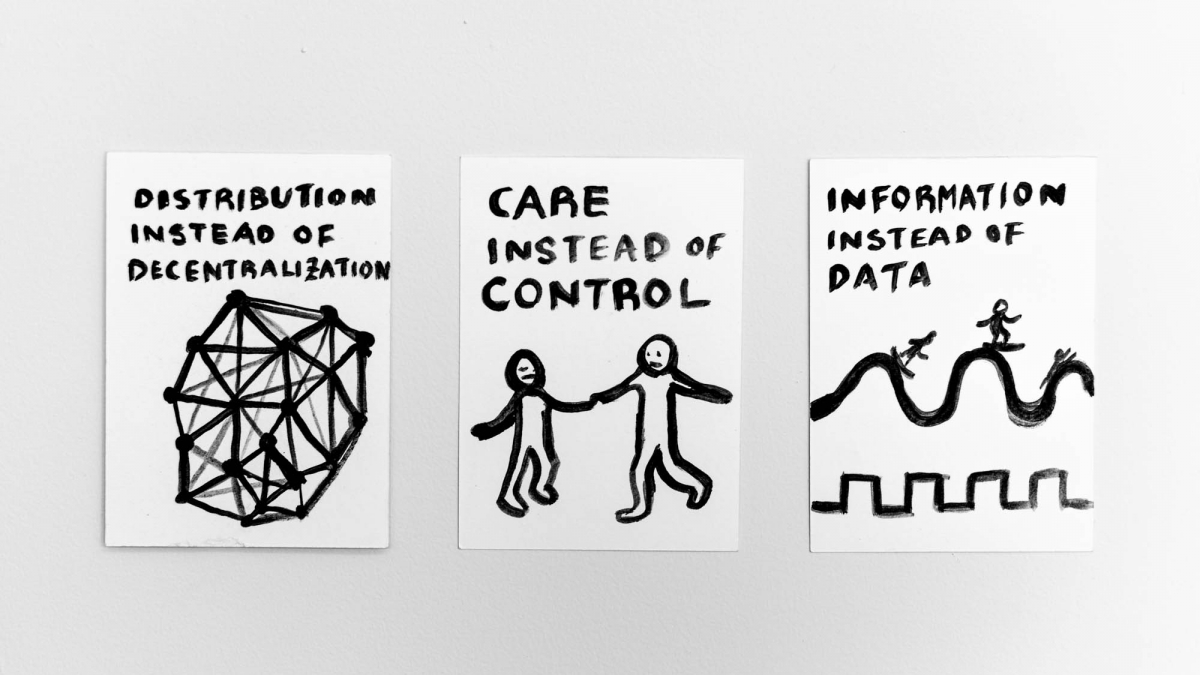 DISTRIBUTION
INSTEAD OF
DECENTRALIZATION
CARE
INSTEAD OF
CONTROL
INFORMATION
INSTEAD OF
DATA